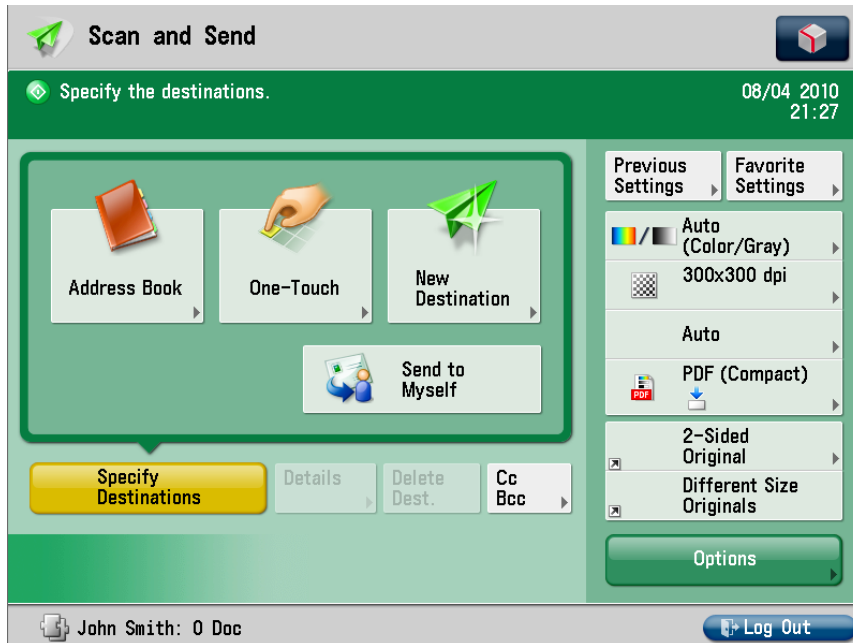 Scan and Send
Specify the destinations.
08/04 2010
21:27
Previous
Settings
Favorite
Settings
Address Book
One-Touch
New
Destination
Send to
Myself
Auto
(Color/Gray)
300x300 dpi
Auto
PDF
PDF (Compact)
2-Sided
Original
Different Size
Originals
Specify
Destinations
Details
Delete
Dest.
Cc
Bcc
Options
John Smith: 0 Doc
Log Out